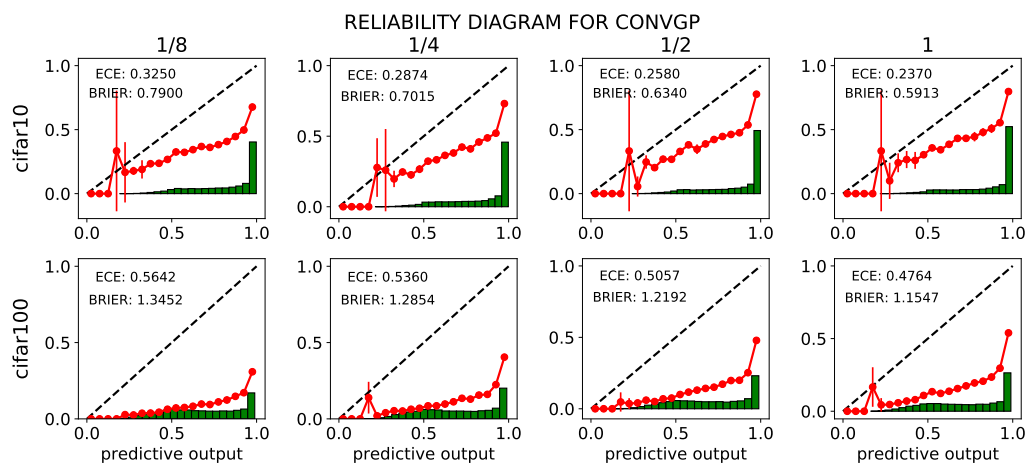 RELIABILITY DIAGRAM FOR CONVGP
1/8 1/4 1/2 1
cifar10
1.0 0.5 0.0
ECE: 0.3250
BRIER: 0.7900
0.0 0.5 1.0
1.0 0.5 0.0
ECE: 0.2874
BRIER: 0.7015
0.0 0.5 1.0
1.0 0.5 0.0
ECE: 0.2580
BRIER: 0.6340
0.0 0.5 1.0
1.0 0.5 0.0
ECE: 0.2370
BRIER: 0.5913
0.0 0.5 1.0
cifar100
1.0 0.5 0.0
ECE: 0.5642
BRIER: 1.3452
0.0 0.5 1.0
predictive output
1.0 0.5 0.0
ECE: 0.5360
BRIER: 1.2854
0.0 0.5 1.0
predictive output
1.0 0.5 0.0
ECE: 0.5057
BRIER: 1.2192
0.0 0.5 1.0
predictive output
1.0 0.5 0.0
ECE: 0.4764
BRIER: 1.1547
0.0 0.5 1.0
predictive output